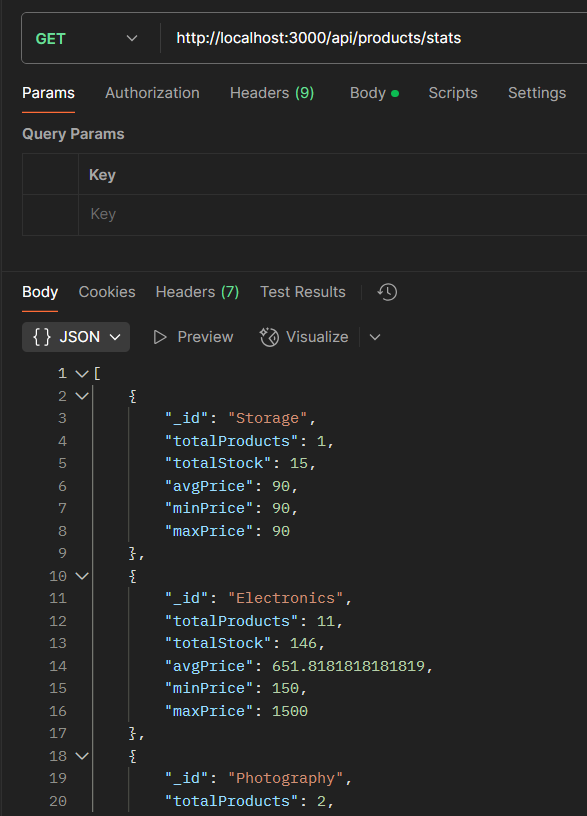 GET http://localhost:3000/api/products/stats
Params Authorization Headers (9) Body Scripts Settings
Query Params
Key
Key
Body Cookies Headers (7) Test Results
{} JSON Preview Visualize
1 [
2 {
3 "_id": "Storage",
4 "totalProducts": 1,
5 "totalStock": 15,
6 "avgPrice": 90,
7 "minPrice": 90,
8 "maxPrice": 90
9 },
10 {
11 "_id": "Electronics",
12 "totalProducts": 11,
13 "totalStock": 146,
14 "avgPrice": 651.8181818181819,
15 "minPrice": 150,
16 "maxPrice": 1500
17 },
18 {
19 "_id": "Photography",
20 "totalProducts": 2,